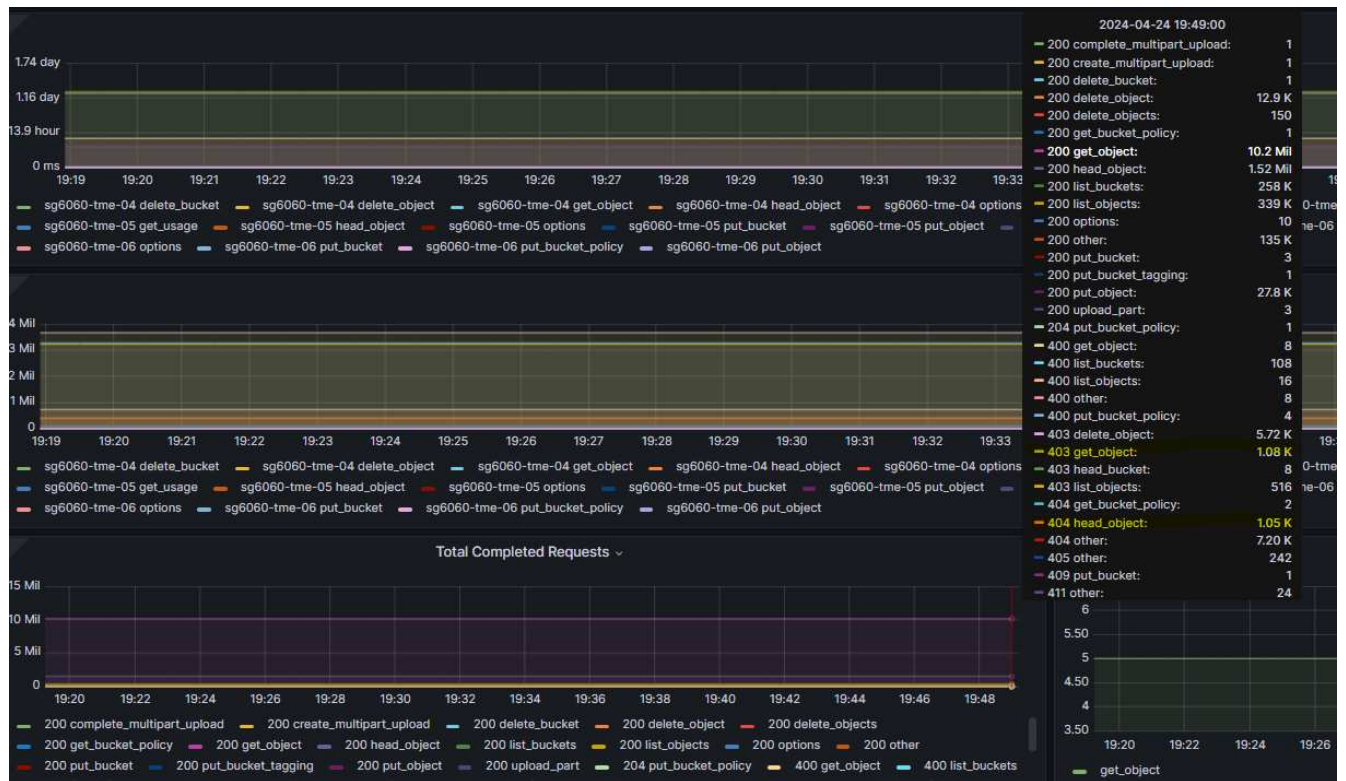 1.74 day
1.16 day
13.9 hour
0 ms
19:19 19:20 19:21 19:22 19:23 19:24 19:25 19:26 19:27 19:28 19:29 19:30 19:31 19:32 19:33
sg6060-tme-04 delete_bucket sg6060-tme-04 delete_object sg6060-tme-04 get_object sg6060-tme-04 head_object sg6060-tme-04 options
sg6060-tme-05 get_usage sg6060-tme-05 head_object sg6060-tme-05 options sg6060-tme-05 put_bucket sg6060-tme-05 put_object
sg6060-tme-06 options sg6060-tme-06 put_bucket sg6060-tme-06 put_bucket_policy sg6060-tme-06 put_object
4 Mil
3 Mil
2 Mil
1 Mil
0
19:19 19:20 19:21 19:22 19:23 19:24 19:25 19:26 19:27 19:28 19:29 19:30 19:31 19:32 19:33
sg6060-tme-04 delete_bucket sg6060-tme-04 delete_object sg6060-tme-04 get_object sg6060-tme-04 head_object sg6060-tme-04 options
sg6060-tme-05 get_usage sg6060-tme-05 head_object sg6060-tme-05 options sg6060-tme-05 put_bucket sg6060-tme-05 put_object
sg6060-tme-06 options sg6060-tme-06 put_bucket sg6060-tme-06 put_bucket_policy sg6060-tme-06 put_object
Total Completed Requests
15 Mil
10 Mil
5 Mil
0
19:20 19:22 19:24 19:26 19:28 19:30 19:32 19:34 19:36 19:38 19:40 19:42 19:44 19:46 19:48
200 complete_multipart_upload 200 create_multipart_upload 200 delete_bucket 200 delete_object 200 delete_objects
200 get_bucket_policy 200 get_object 200 head_object 200 list_buckets 200 list_objects 200 options 200 other
200 put_bucket 200 put_bucket_tagging 200 put_object 200 upload_part 204 put_bucket_policy 400 get_object 400 list_buckets
2024-04-24 19:49:00
200 complete_multipart_upload: 1
200 create_multipart_upload: 1
200 delete_bucket: 1
200 delete_object: 12.9 K
200 delete_objects: 150
200 get_bucket_policy: 1
200 get_object: 10.2 Mil
200 head_object: 1.52 Mil
200 list_buckets: 258 K
200 list_objects: 339 K
200 options: 10
200 other: 135 K
200 put_bucket: 3
200 put_bucket_tagging: 1
200 put_object: 27.8 K
200 upload_part: 3
204 put_bucket_policy: 1
400 get_object: 8
400 list_buckets: 108
400 list_objects: 16
400 other: 8
400 put_bucket_policy: 4
403 delete_object: 5.72 K
403 get_object: 1.08 K
403 head_bucket: 8
403 list_objects: 516
404 get_bucket_policy: 2
404 head_object: 1.05 K
404 other: 7.20 K
405 other: 242
409 put_bucket: 1
411 other: 24
6
5.50
5
4.50
4
3.50
19:20 19:22 19:24 19:26
get_object